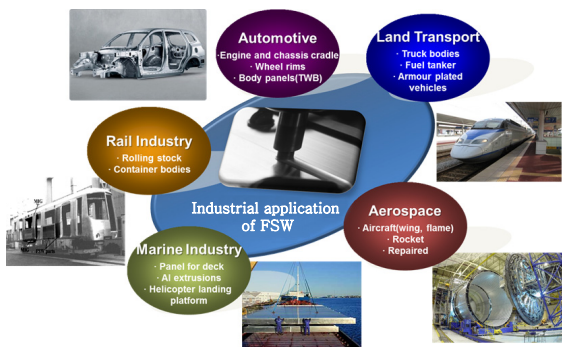 Automotive
·Engine and chassis cradle
· Wheel rims
· Body panels(TWB)
Land Transport
· Truck bodies
· Fuel tanker
· Armour plated
vehicles
Rail Industry
· Rolling stock
· Container bodies
Industrial application
of FSW
Aerospace
· Aircraft(wing, flame)
· Rocket
· Repaired
Marine Industry
· Panel for deck
· Al extrusions
· Helicopter landing
platform